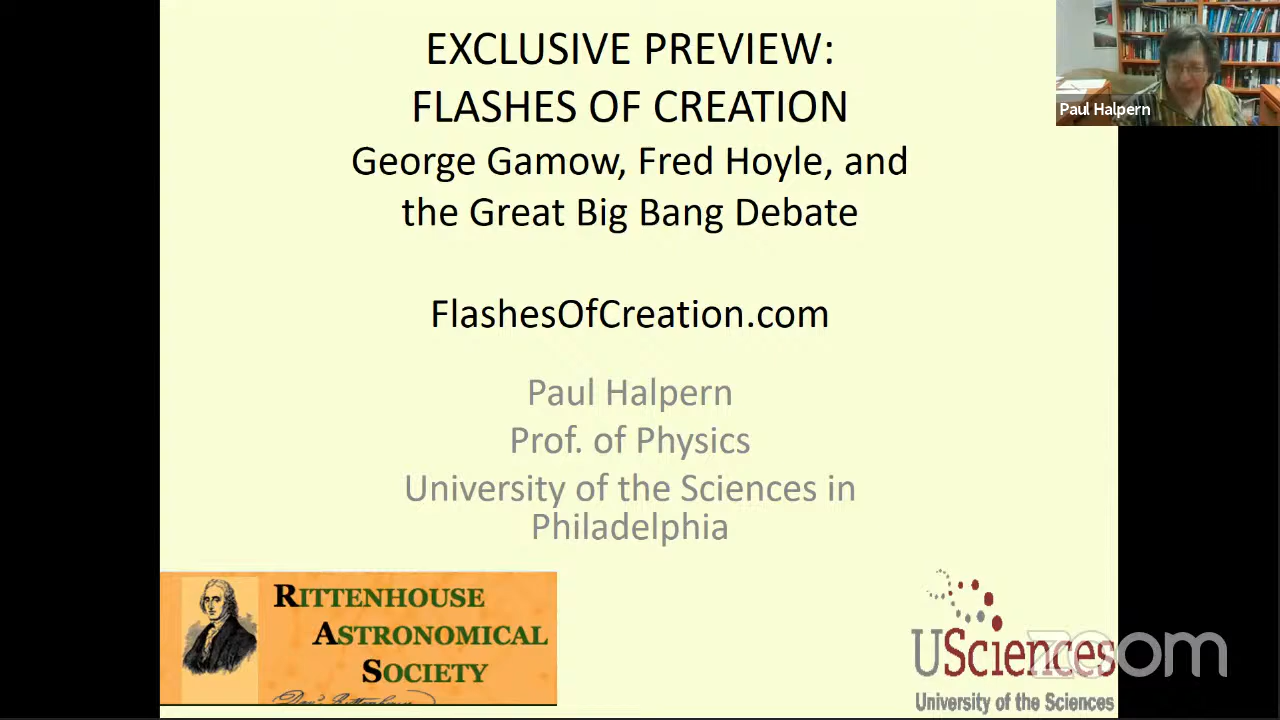 EXCLUSIVE PREVIEW:
FLASHES OF CREATION
George Gamow, Fred Hoyle, and
the Great Big Bang Debate
FlashesOfCreation.com
Paul Halpern
Prof. of Physics
University of the Sciences in
Philadelphia
RITTENHOUSE
ASTRONOMICAL
SOCIETY
USciences
University of the Sciences
zoom
Paul Halpern